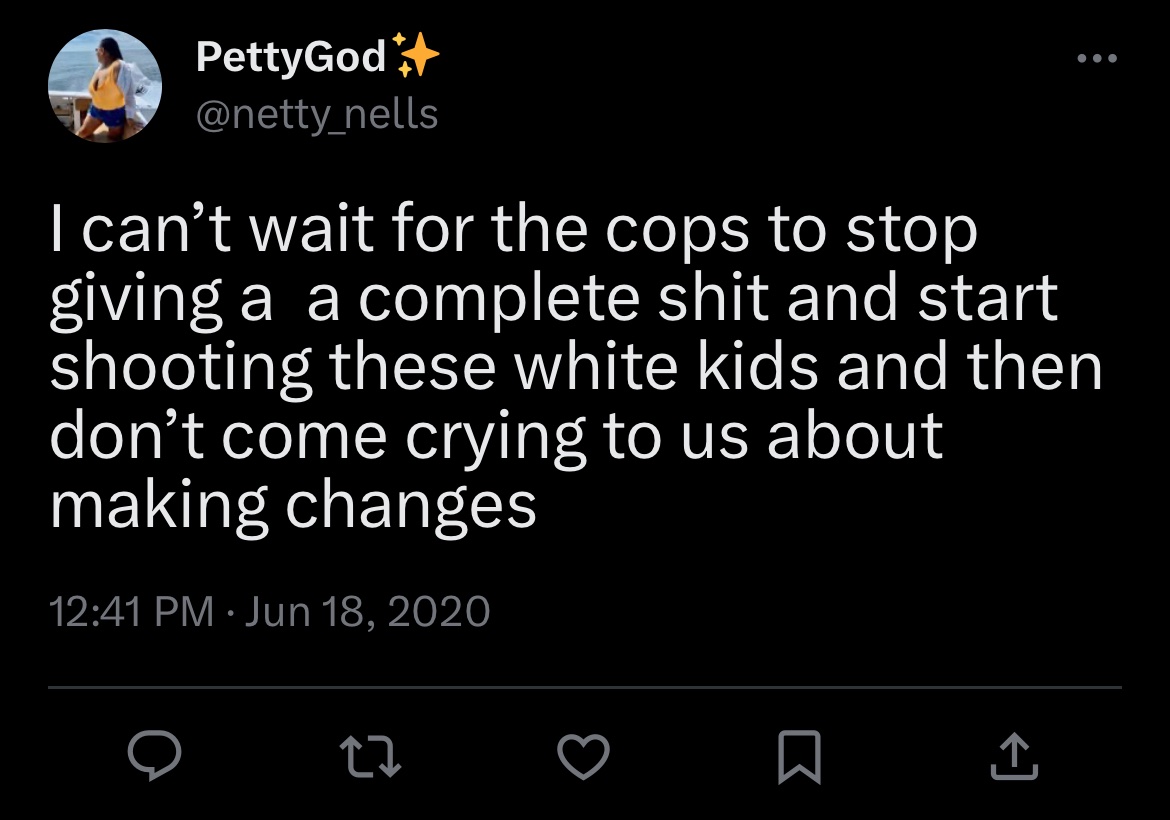 PettyGod✨
@netty_nells
I can’t wait for the cops to stop
giving a  a complete shit and start
shooting these white kids and then
don’t come crying to us about
making changes
12:41 PM · Jun 18, 2020